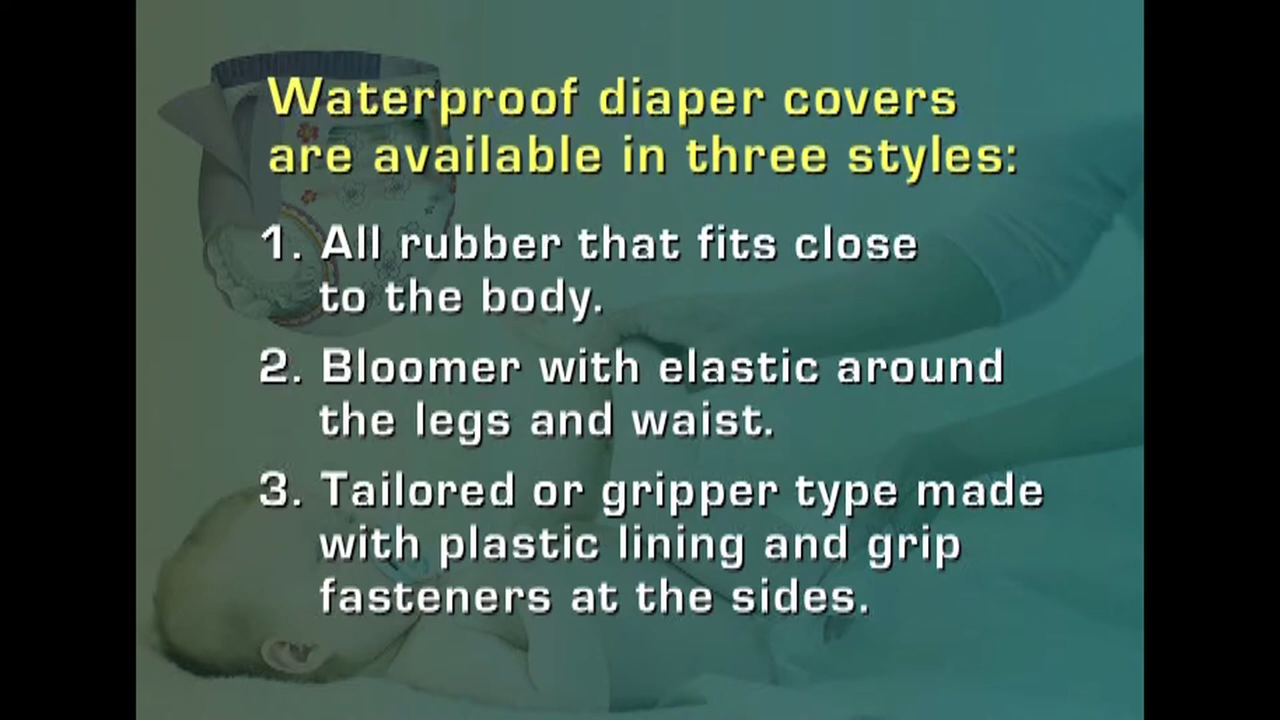 Waterproof diaper covers
are available in three styles:
1. All rubber that fits close
to the body.
2. Bloomer with elastic around
the legs and waist.
3. Tailored or gripper type made
with plastic lining and grip
fasteners at the sides.